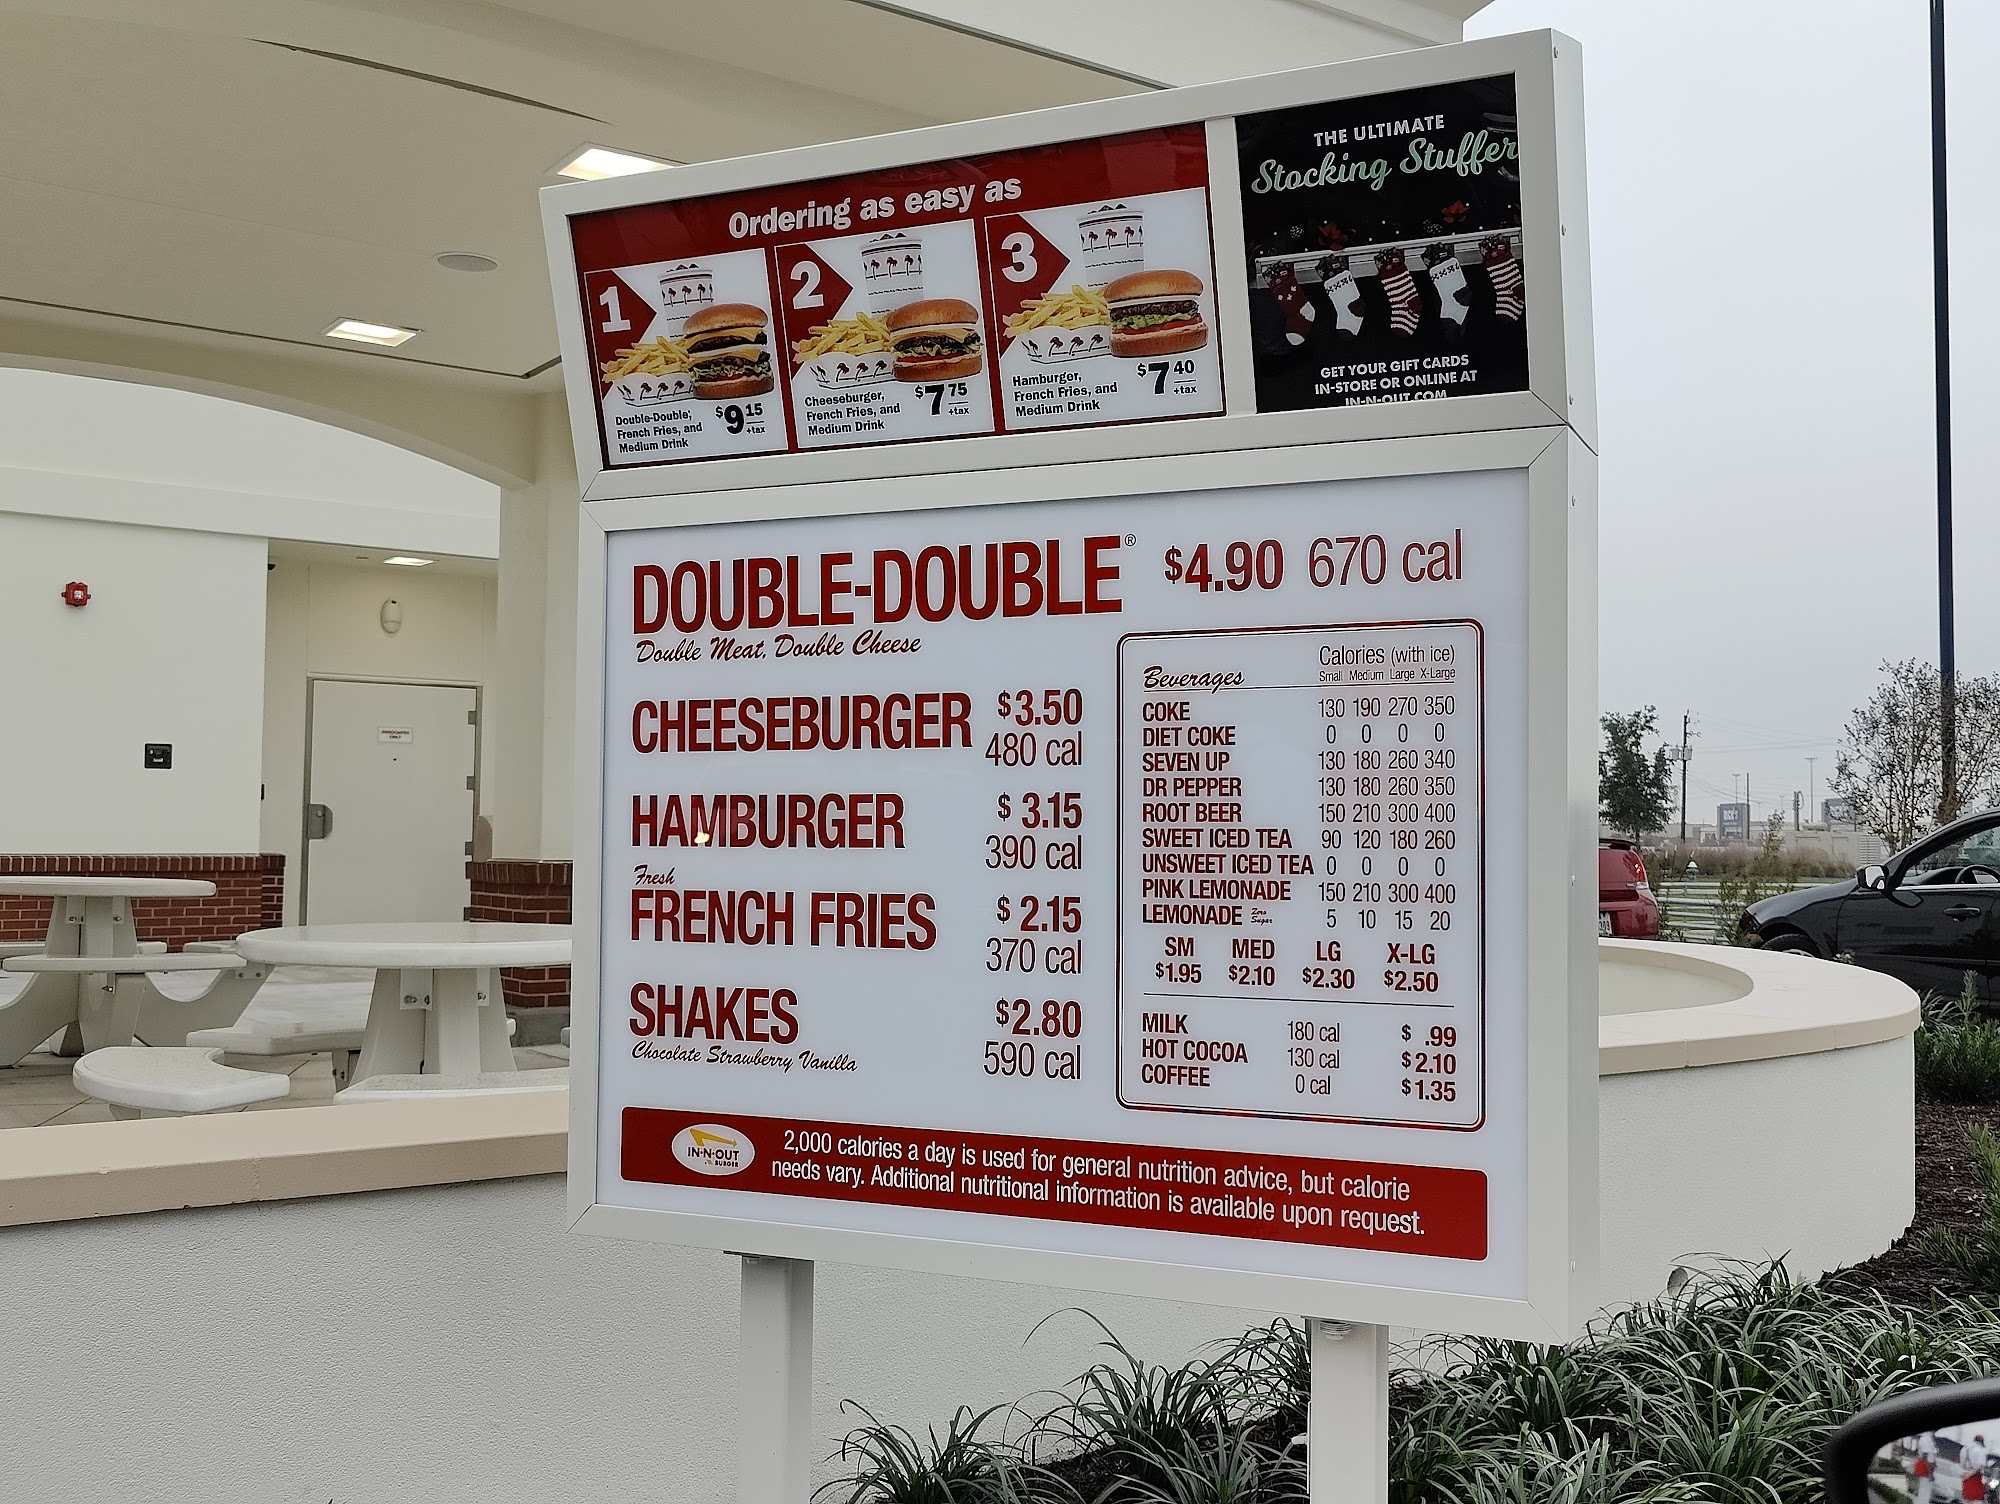 Ordering as easy as
1
Double-Double,
French Fries, and
Medium Drink
$9 15
+tax
2
Cheeseburger,
French Fries, and
Medium Drink
$7 75
+tax
3
Hamburger,
French Fries, and
Medium Drink
$7 40
+tax
THE ULTIMATE
Stocking Stuffer
GET YOUR GIFT CARDS
IN-STORE OR ONLINE AT
IN-N-OUT.COM
DOUBLE-DOUBLE® $4.90 670 cal
Double Meat, Double Cheese
CHEESEBURGER $3.50
480 cal
HAMBURGER $3.15
390 cal
Fresh
FRENCH FRIES $2.15
370 cal
SHAKES $2.80
Chocolate Strawberry Vanilla 590 cal
Beverages Calories (with ice)
Small Medium Large X-Large
COKE 130 190 270 350
DIET COKE 0 0 0 0
SEVEN UP 130 180 260 340
DR PEPPER 130 180 260 350
ROOT BEER 150 210 300 400
SWEET ICED TEA 90 120 180 260
UNSWEET ICED TEA 0 0 0 0
PINK LEMONADE 150 210 300 400
LEMONADE Zero Sugar 5 10 15 20
SM MED LG X-LG
$1.95 $2.10 $2.30 $2.50
MILK 180 cal $ .99
HOT COCOA 130 cal $2.10
COFFEE 0 cal $1.35
IN-N-OUT
BURGER
2,000 calories a day is used for general nutrition advice, but calorie
needs vary. Additional nutritional information is available upon request.